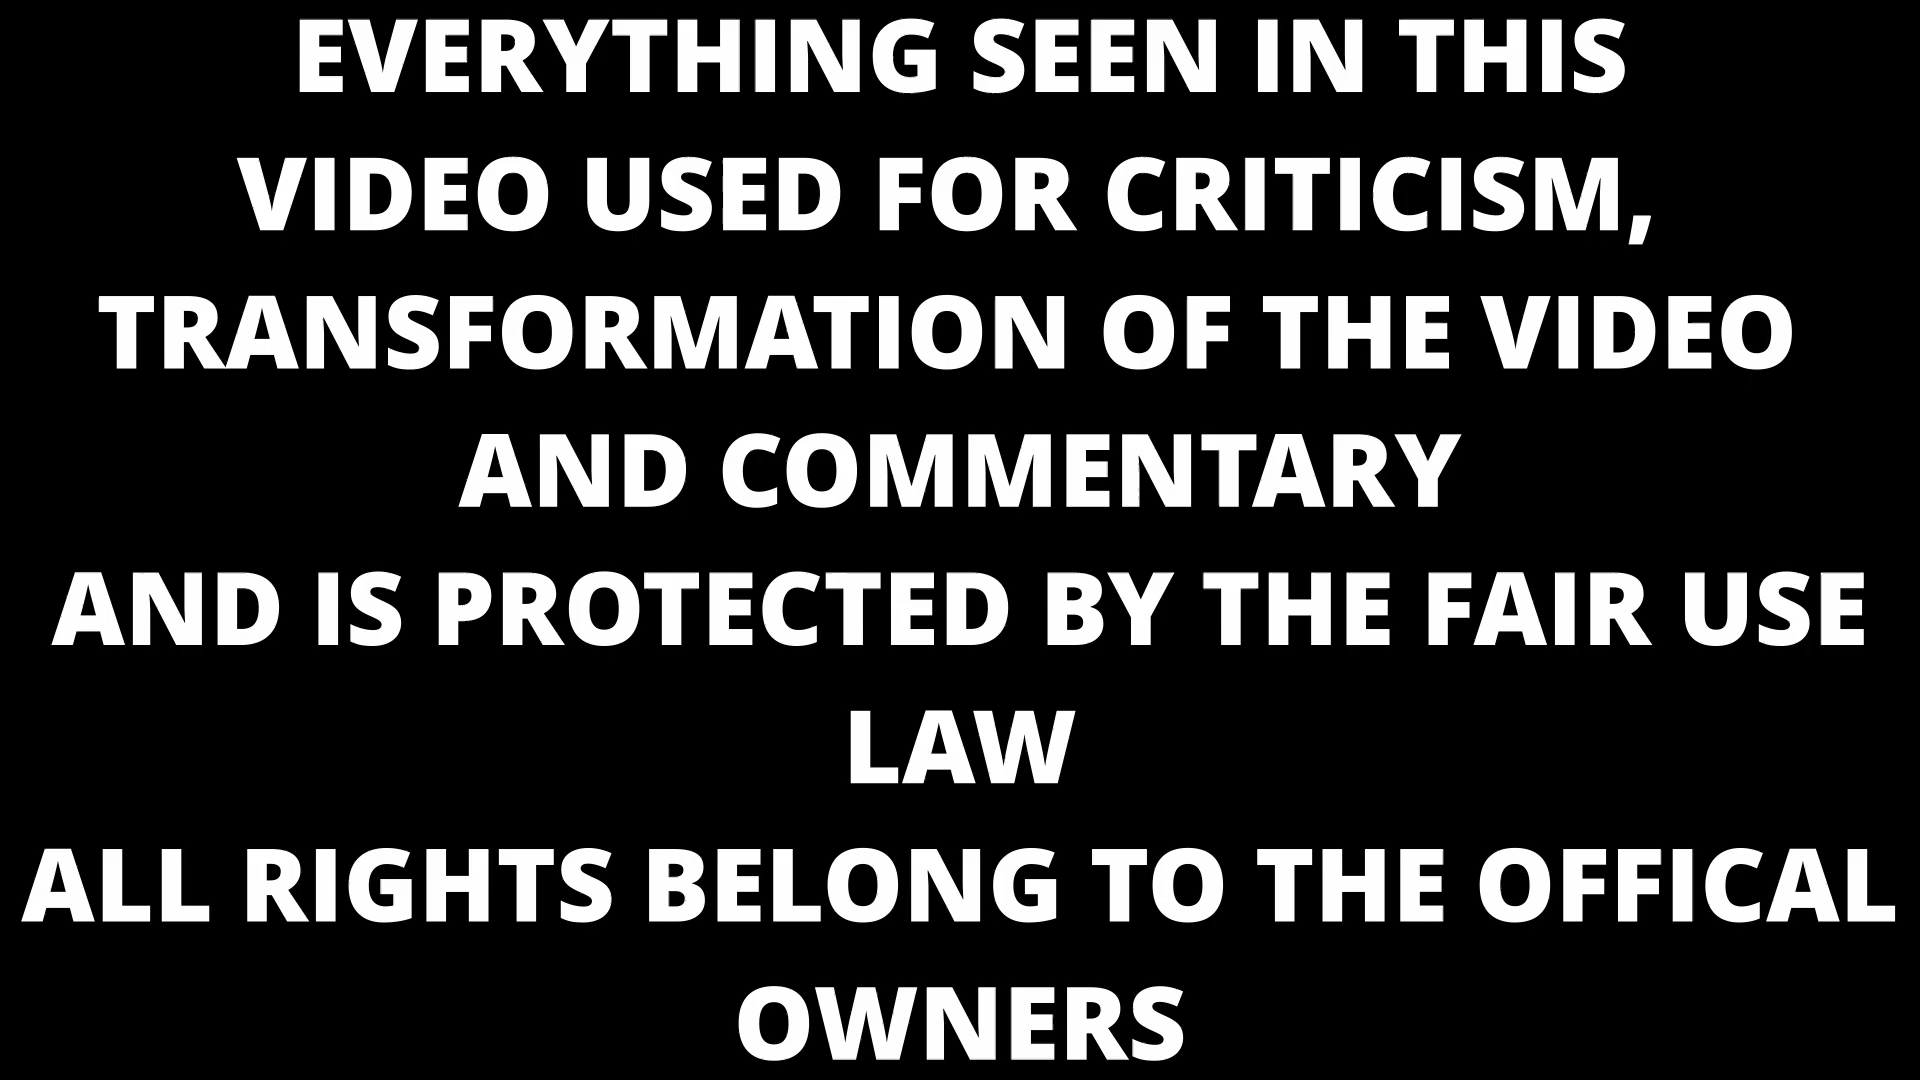 EVERYTHING SEEN IN THIS
VIDEO USED FOR CRITICISM,
TRANSFORMATION OF THE VIDEO
AND COMMENTARY
AND IS PROTECTED BY THE FAIR USE
LAW
ALL RIGHTS BELONG TO THE OFFICAL
OWNERS